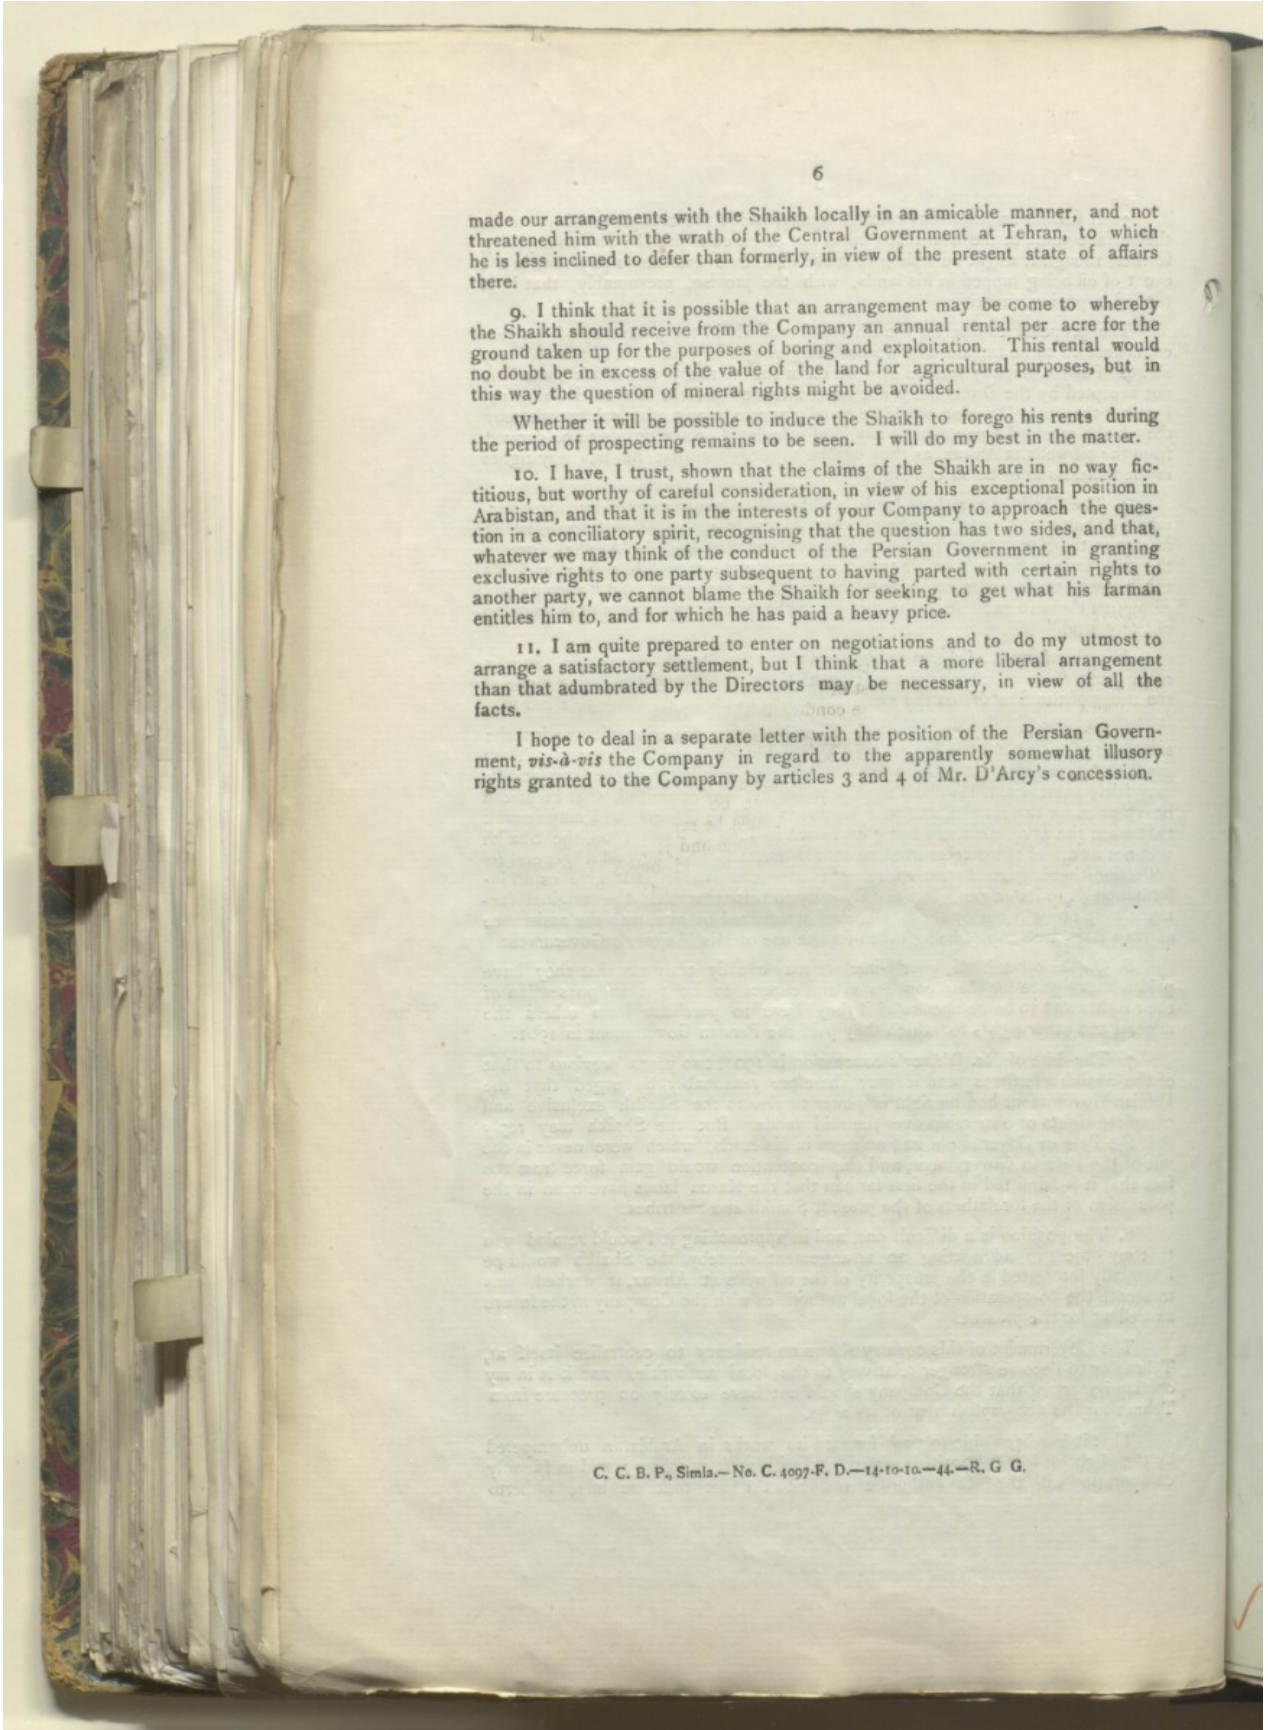 6
made our arrangements with the Shaikh locally in an amicable manner, and not
threatened him with the wrath of the Central Government at Tehran, to which
he is less inclined to defer than formerly, in view of the present state of affairs
there.
9. I think that it is possible that an arrangement may be come to whereby
the Shaikh should receive from the Company an annual rental per acre for the
ground taken up for the purposes of boring and exploitation. This rental would
no doubt be in excess of the value of the land for agricultural purposes, but in
this way the question of mineral rights might be avoided.
Whether it will be possible to induce the Shaikh to forego his rents during
the period of prospecting remains to be seen. I will do my best in the matter.
10. I have, I trust, shown that the claims of the Shaikh are in no way fic-
titious, but worthy of careful consideration, in view of his exceptional position in
Arabistan, and that it is in the interests of your Company to approach the ques-
tion in a conciliatory spirit, recognising that the question has two sides, and that,
whatever we may think of the conduct of the Persian Government in granting
exclusive rights to one party subsequent to having parted with certain rights to
another party, we cannot blame the Shaikh for seeking to get what his farman
entitles him to, and for which he has paid a heavy price.
11. I am quite prepared to enter on negotiations and to do my utmost to
arrange a satisfactory settlement, but I think that a more liberal arrangement
than that adumbrated by the Directors may be necessary, in view of all the
facts.
I hope to deal in a separate letter with the position of the Persian Govern-
ment, vis-à-vis the Company in regard to the apparently somewhat illusory
rights granted to the Company by articles 3 and 4 of Mr. D'Arcy's concession.
C. C. B. P., Simla.—No. C. 4097-F. D.—14-10-10.—44.—R. G G.